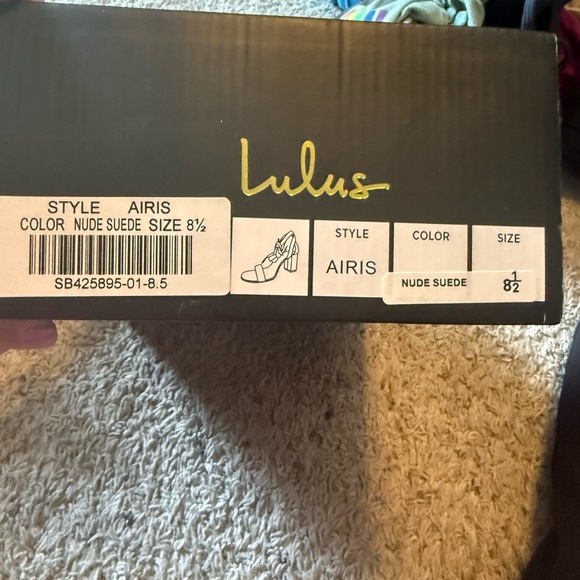 Lulus
STYLE AIRIS
COLOR NUDE SUEDE SIZE 8½
SB425895-01-8.5
STYLE
AIRIS
COLOR
NUDE SUEDE
SIZE
8½